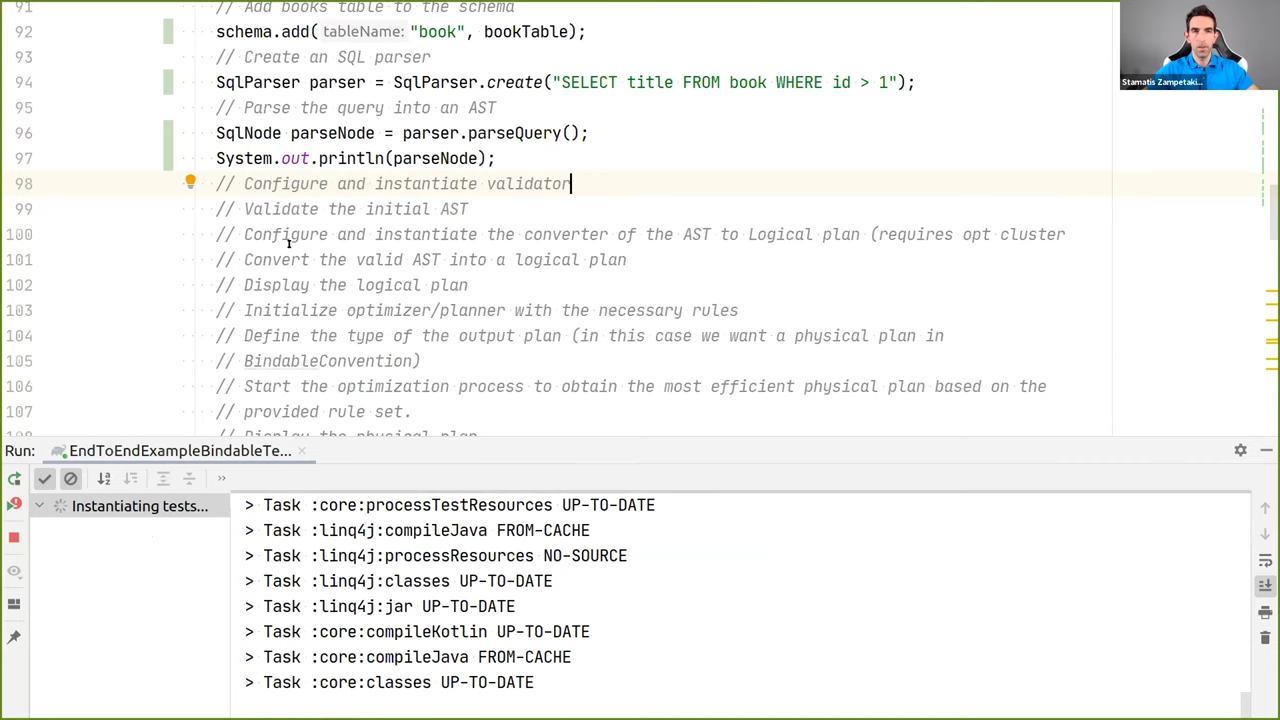 91 // Add books table to the schema
92 schema.add( tableName: "book", bookTable);
93 // Create an SQL parser
94 SqlParser parser = SqlParser.create("SELECT title FROM book WHERE id > 1");
95 // Parse the query into an AST
96 SqlNode parseNode = parser.parseQuery();
97 System.out.println(parseNode);
98 // Configure and instantiate validator
99 // Validate the initial AST
100 // Configure and instantiate the converter of the AST to Logical plan (requires opt cluster
101 // Convert the valid AST into a logical plan
102 // Display the logical plan
103 // Initialize optimizer/planner with the necessary rules
104 // Define the type of the output plan (in this case we want a physical plan in
105 // BindableConvention)
106 // Start the optimization process to obtain the most efficient physical plan based on the
107 // provided rule set.
108 // Display the physical plan
Stamatis Zampetaki...
Run: EndToEndExampleBindableTe...
Instantiating tests...
> Task :core:processTestResources UP-TO-DATE
> Task :linq4j:compileJava FROM-CACHE
> Task :linq4j:processResources NO-SOURCE
> Task :linq4j:classes UP-TO-DATE
> Task :linq4j:jar UP-TO-DATE
> Task :core:compileKotlin UP-TO-DATE
> Task :core:compileJava FROM-CACHE
> Task :core:classes UP-TO-DATE